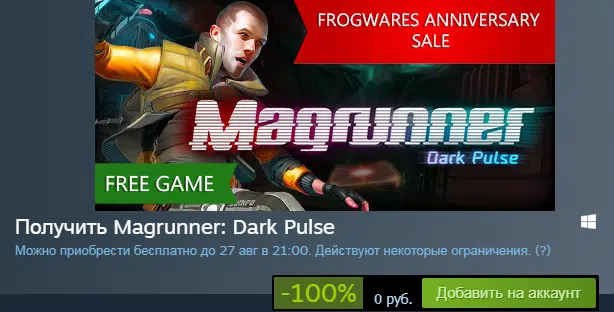 FROGWARES ANNIVERSARY
SALE
Magrunner
Dark Pulse
FREE GAME
Получить Magrunner: Dark Pulse
Можно приобрести бесплатно до 27 авг в 21:00. Действуют некоторые ограничения. (?)
-100% 0 руб. Добавить на аккаунт